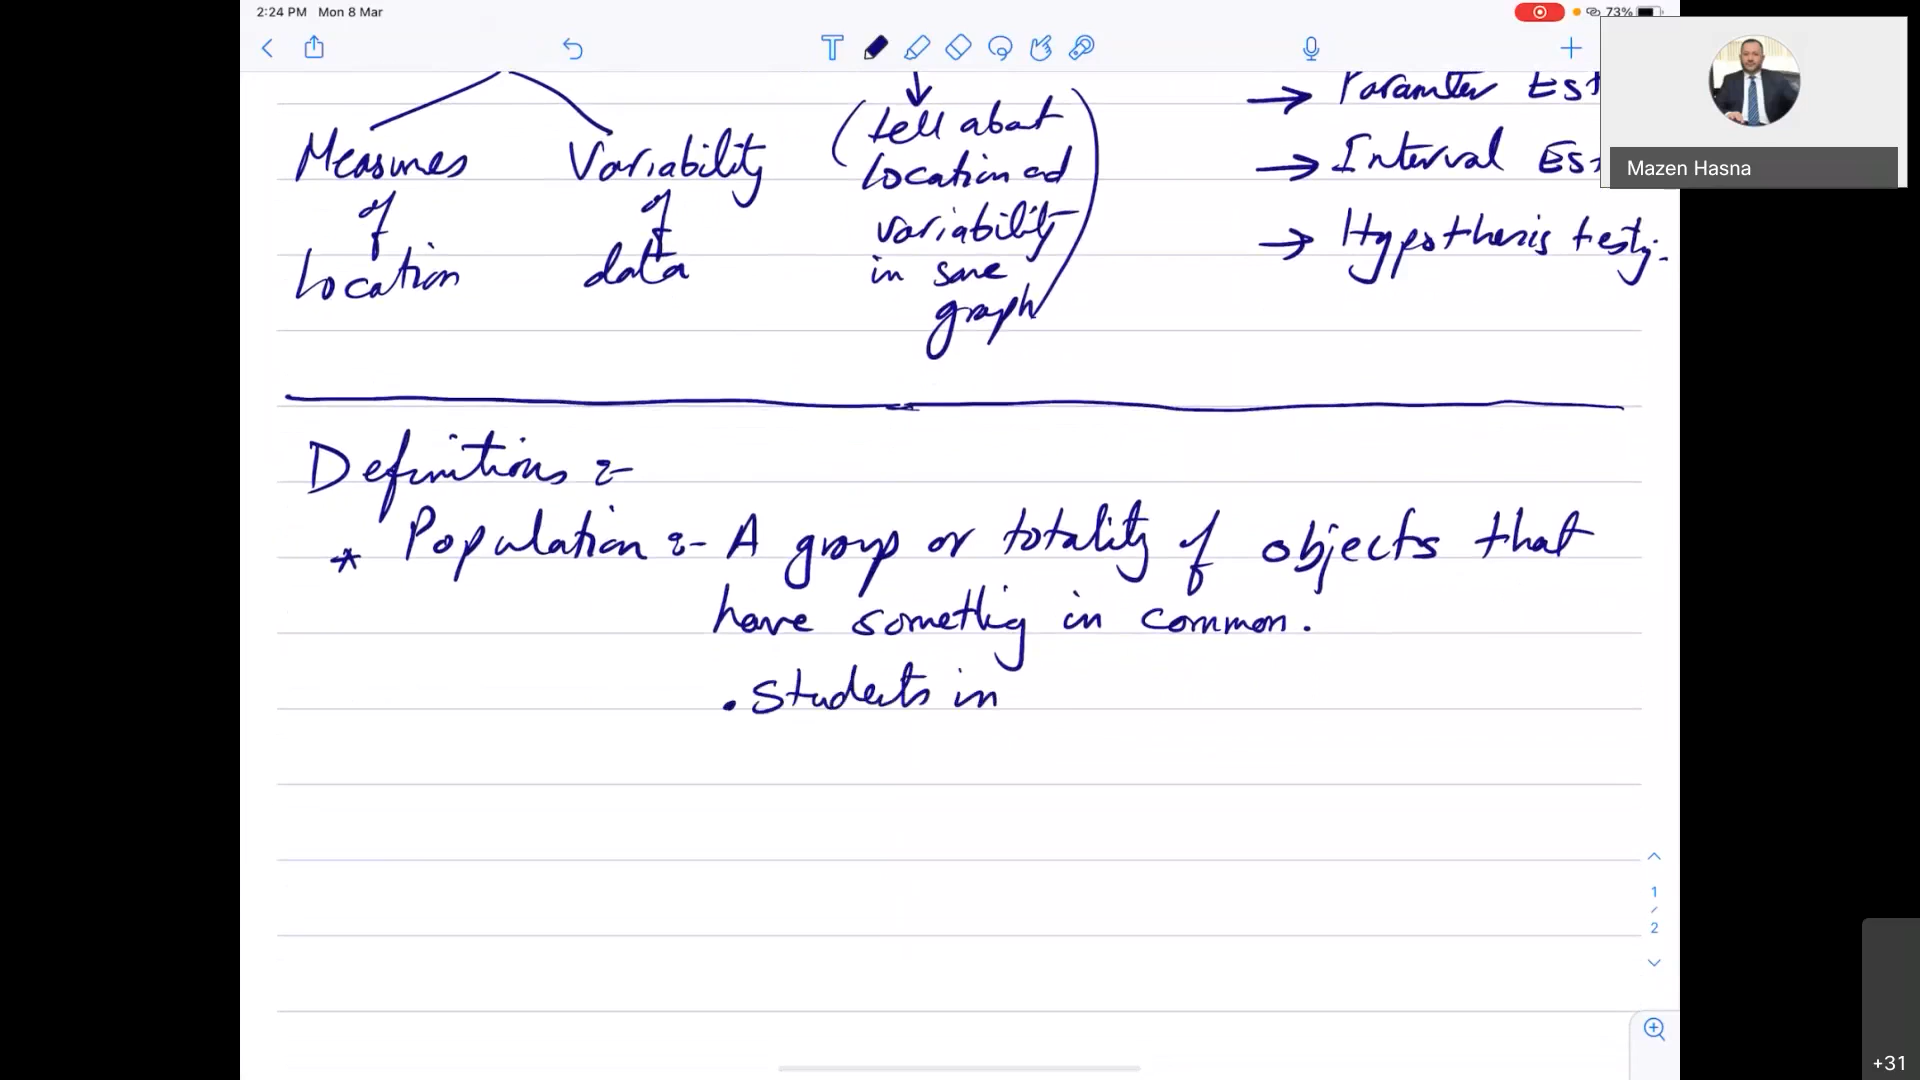 2:24 PM Mon 8 Mar
73%
Mazen Hasna
Measures
of
Location
Variability
of
data
(tell about
location and
variability
in same
graph)
→ Parameter Est
→ Interval Est
→ Hypothesis testing.
Definitions :-
* Population :- A group or totality of objects that
have something in common.
. Students in
1
/
2
+31